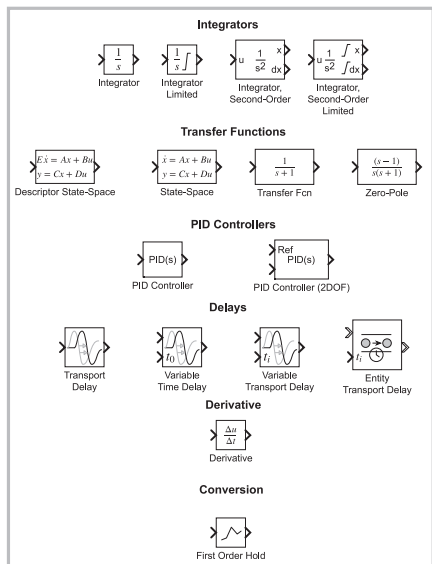 Integrators
1/s
Integrator
1/s ∫
Integrator
Limited
u 1/s² x dx
Integrator,
Second-Order
u 1/s² ∫ x ∫ dx
Integrator,
Second-Order
Limited
Transfer Functions
Eẋ = Ax + Bu
y = Cx + Du
Descriptor State-Space
ẋ = Ax + Bu
y = Cx + Du
State-Space
1/(s + 1)
Transfer Fcn
(s − 1)/s(s + 1)
Zero-Pole
PID Controllers
PID(s)
PID Controller
Ref
PID(s)
PID Controller (2DOF)
Delays
Transport
Delay
t₀
Variable
Time Delay
tᵢ
Variable
Transport Delay
tᵢ
Entity
Transport Delay
Derivative
Δu/Δt
Derivative
Conversion
First Order Hold